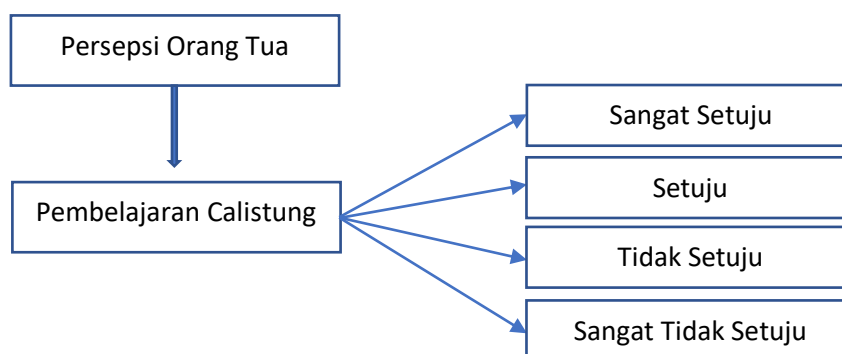 Persepsi Orang Tua
Pembelajaran Calistung
Sangat Setuju
Setuju
Tidak Setuju
Sangat Tidak Setuju